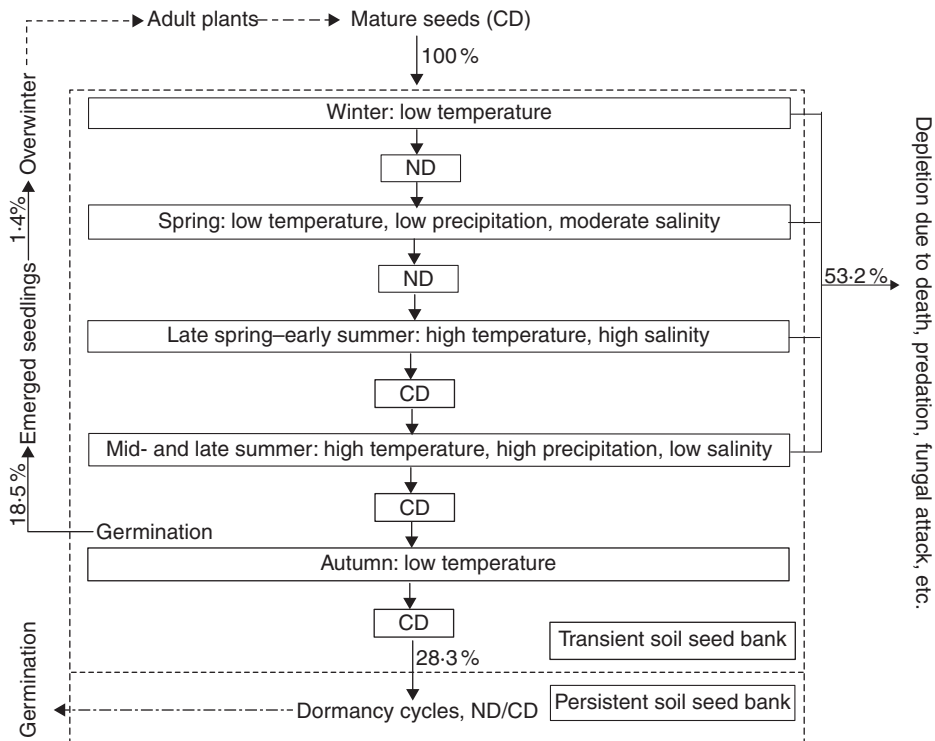 Adult plants
Mature seeds (CD)
100 %
Winter: low temperature
ND
Spring: low temperature, low precipitation, moderate salinity
ND
Late spring–early summer: high temperature, high salinity
CD
Mid- and late summer: high temperature, high precipitation, low salinity
CD
Germination
Autumn: low temperature
CD
Transient soil seed bank
28·3 %
Persistent soil seed bank
Dormancy cycles, ND/CD
Overwinter
1·4%
Emerged seedlings
18·5 %
Germination
53·2 %
Depletion due to death, predation, fungal attack, etc.